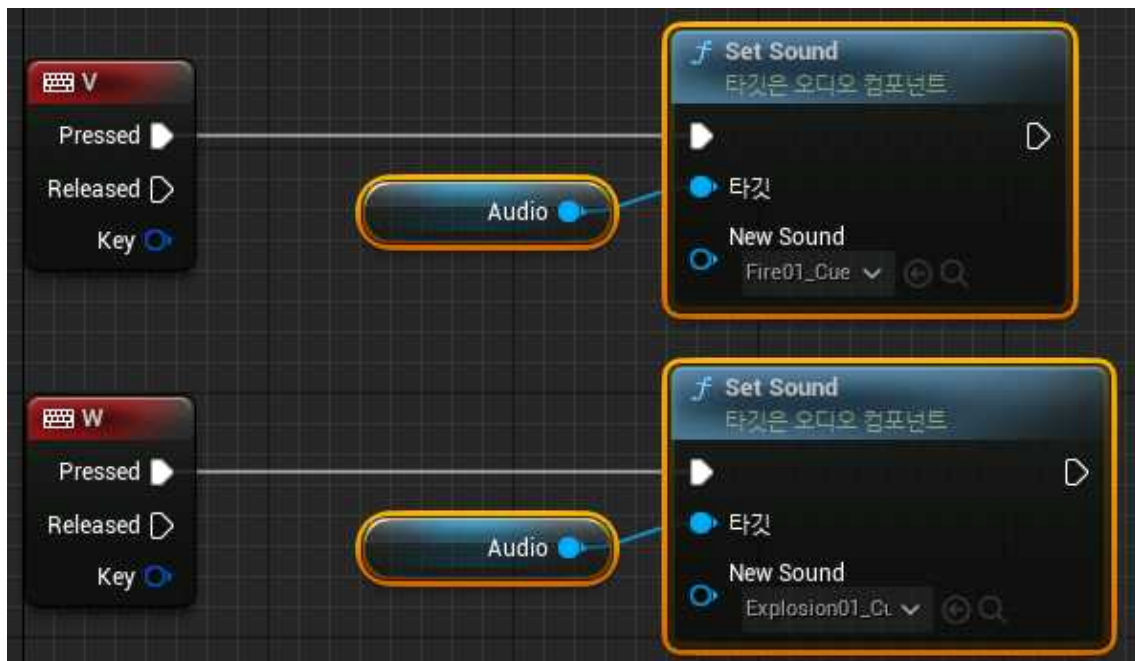 V
Pressed
Released
Key
Audio
f Set Sound
타깃은 오디오 컴포넌트
타깃
New Sound
Fire01_Cue
W
Pressed
Released
Key
Audio
f Set Sound
타깃은 오디오 컴포넌트
타깃
New Sound
Explosion01_Cu